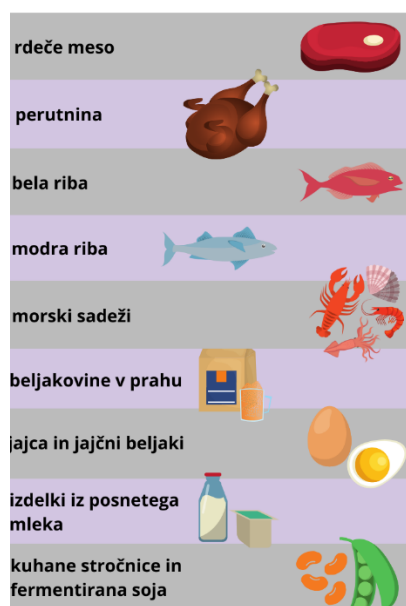 rdeče meso
perutnina
bela riba
modra riba
morski sadeži
beljakovine v prahu
jajca in jajčni beljaki
izdelki iz posnetega
mleka
kuhane stročnice in
fermentirana soja